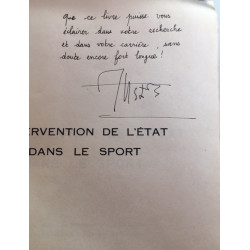 que ce livre puisse vous
éclairer dans votre recherche
et dans votre carrière, sans
doute encore fort longue !
ERVENTION DE L'ÉTAT
DANS LE SPORT